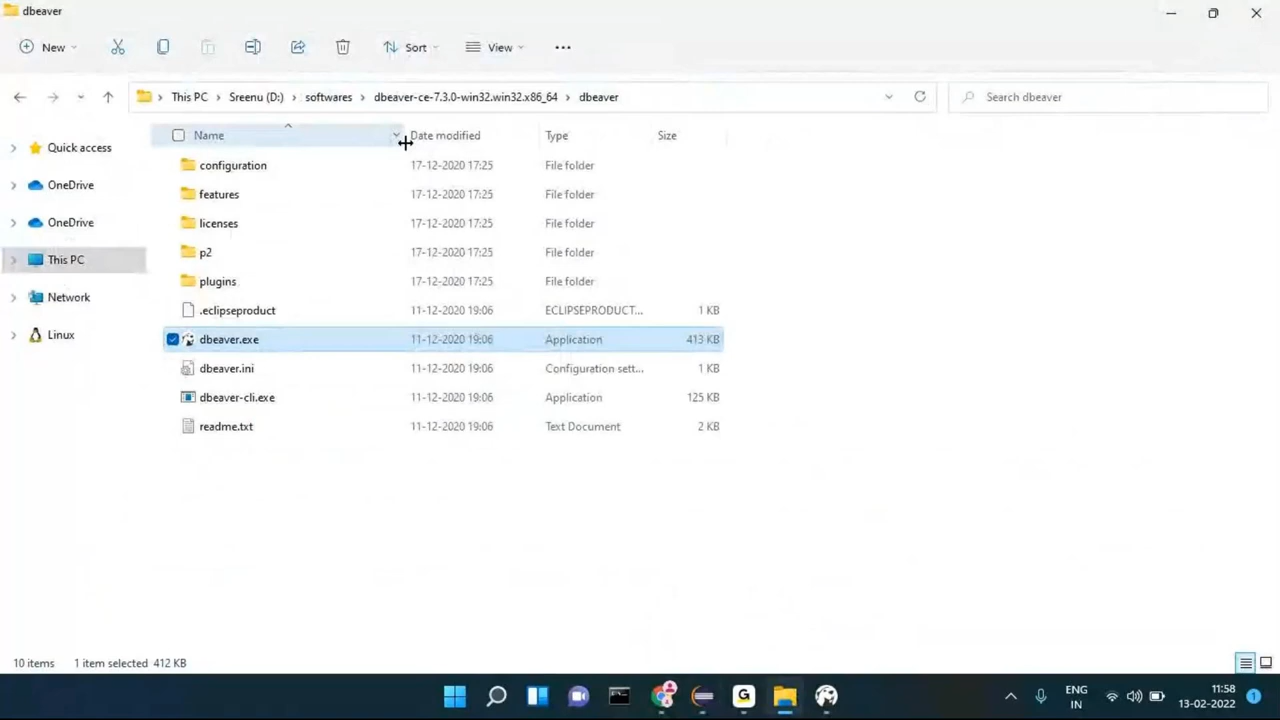 dbeaver
New
Sort
View
This PC
Sreenu (D:)
softwares
dbeaver-ce-7.3.0-win32.win32.x86_64
dbeaver
Search dbeaver
Name Date modified Type Size
Quick access
OneDrive
OneDrive
This PC
Network
Linux
configuration 17-12-2020 17:25 File folder
features 17-12-2020 17:25 File folder
licenses 17-12-2020 17:25 File folder
p2 17-12-2020 17:25 File folder
plugins 17-12-2020 17:25 File folder
.eclipseproduct 11-12-2020 19:06 ECLIPSEPRODUCT... 1 KB
dbeaver.exe 11-12-2020 19:06 Application 413 KB
dbeaver.ini 11-12-2020 19:06 Configuration sett... 1 KB
dbeaver-cli.exe 11-12-2020 19:06 Application 125 KB
readme.txt 11-12-2020 19:06 Text Document 2 KB
10 items 1 item selected 412 KB
G
ENG
IN
11:58
13-02-2022
1